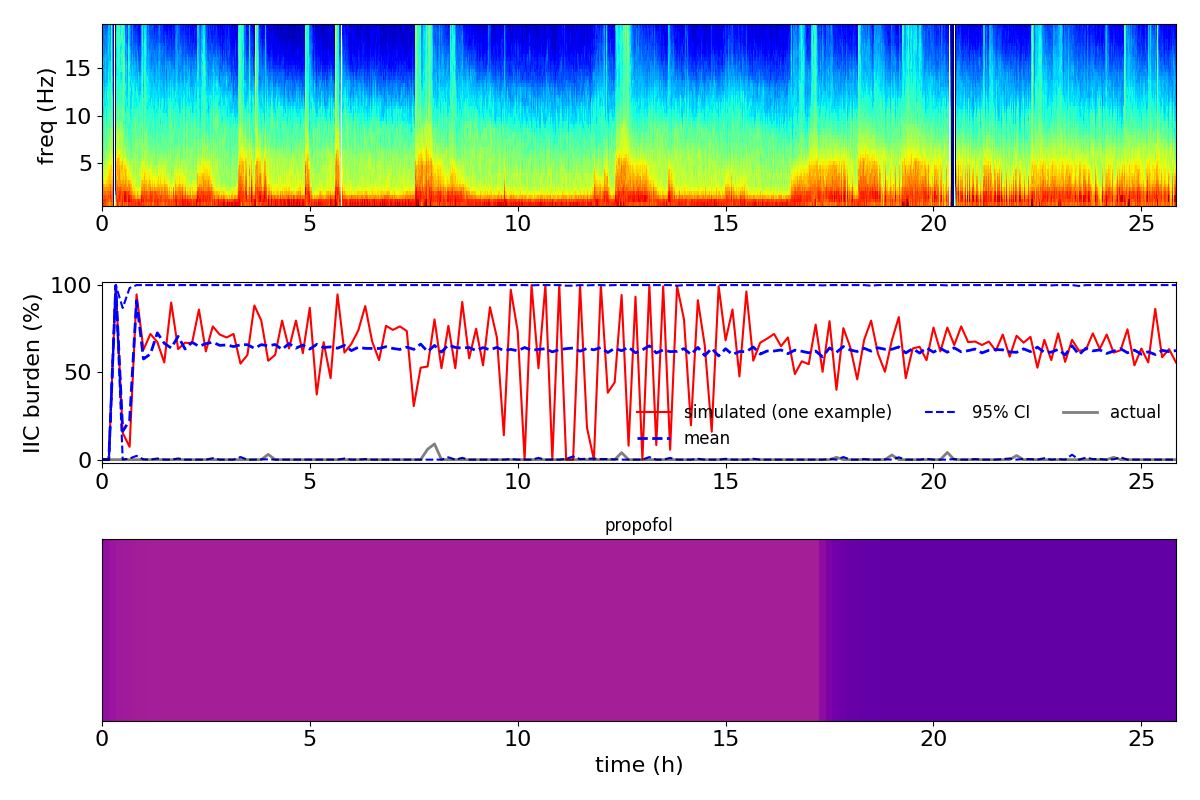 freq (Hz)
15
10
5
0 5 10 15 20 25
IIC burden (%)
100
50
0
simulated (one example) 95% CI actual
mean
0 5 10 15 20 25
propofol
0 5 10 15 20 25
time (h)